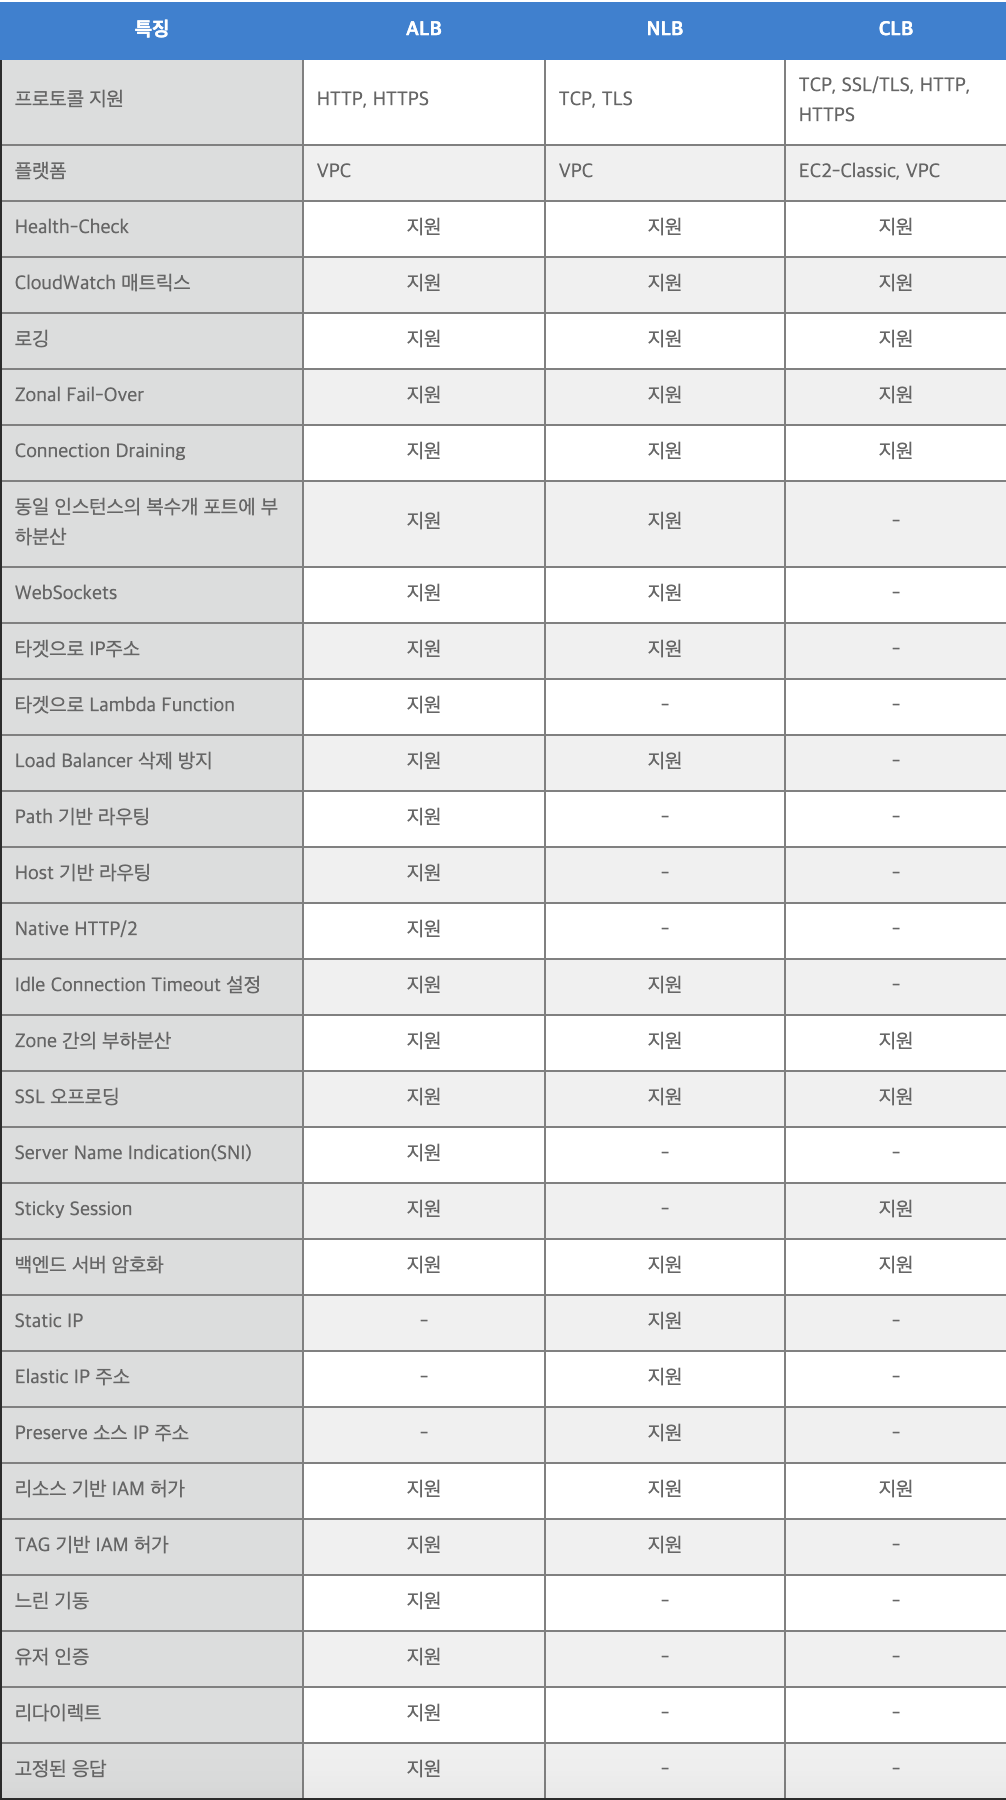 특징 ALB NLB CLB
프로토콜 지원 HTTP, HTTPS TCP, TLS TCP, SSL/TLS, HTTP,
HTTPS
플랫폼 VPC VPC EC2-Classic, VPC
Health-Check 지원 지원 지원
CloudWatch 매트릭스 지원 지원 지원
로깅 지원 지원 지원
Zonal Fail-Over 지원 지원 지원
Connection Draining 지원 지원 지원
동일 인스턴스의 복수개 포트에 부
하분산 지원 지원 -
WebSockets 지원 지원 -
타겟으로 IP주소 지원 지원 -
타겟으로 Lambda Function 지원 - -
Load Balancer 삭제 방지 지원 지원 -
Path 기반 라우팅 지원 - -
Host 기반 라우팅 지원 - -
Native HTTP/2 지원 - -
Idle Connection Timeout 설정 지원 지원 -
Zone 간의 부하분산 지원 지원 지원
SSL 오프로딩 지원 지원 지원
Server Name Indication(SNI) 지원 - -
Sticky Session 지원 - 지원
백엔드 서버 암호화 지원 지원 지원
Static IP - 지원 -
Elastic IP 주소 - 지원 -
Preserve 소스 IP 주소 - 지원 -
리소스 기반 IAM 허가 지원 지원 지원
TAG 기반 IAM 허가 지원 지원 -
느린 기동 지원 - -
유저 인증 지원 - -
리다이렉트 지원 - -
고정된 응답 지원 - -